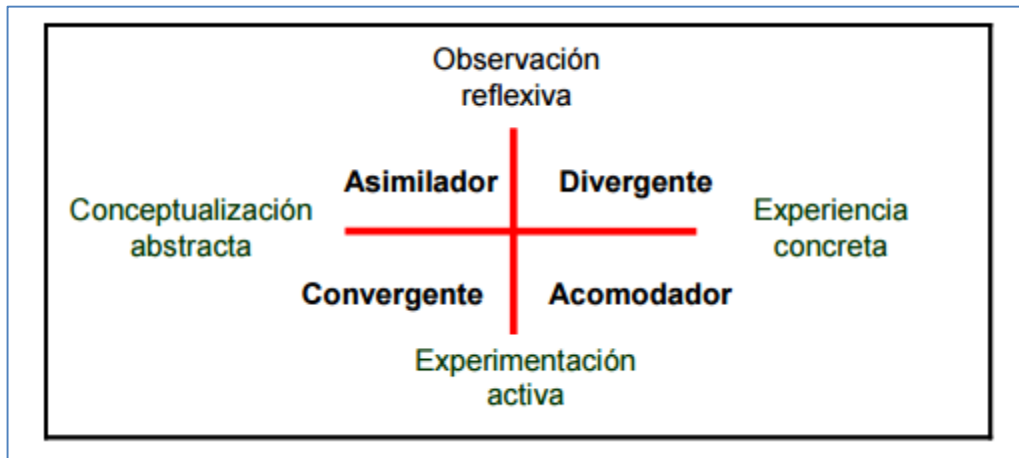 Observación
reflexiva
Asimilador
Divergente
Conceptualización
abstracta
Experiencia
concreta
Convergente
Acomodador
Experimentación
activa